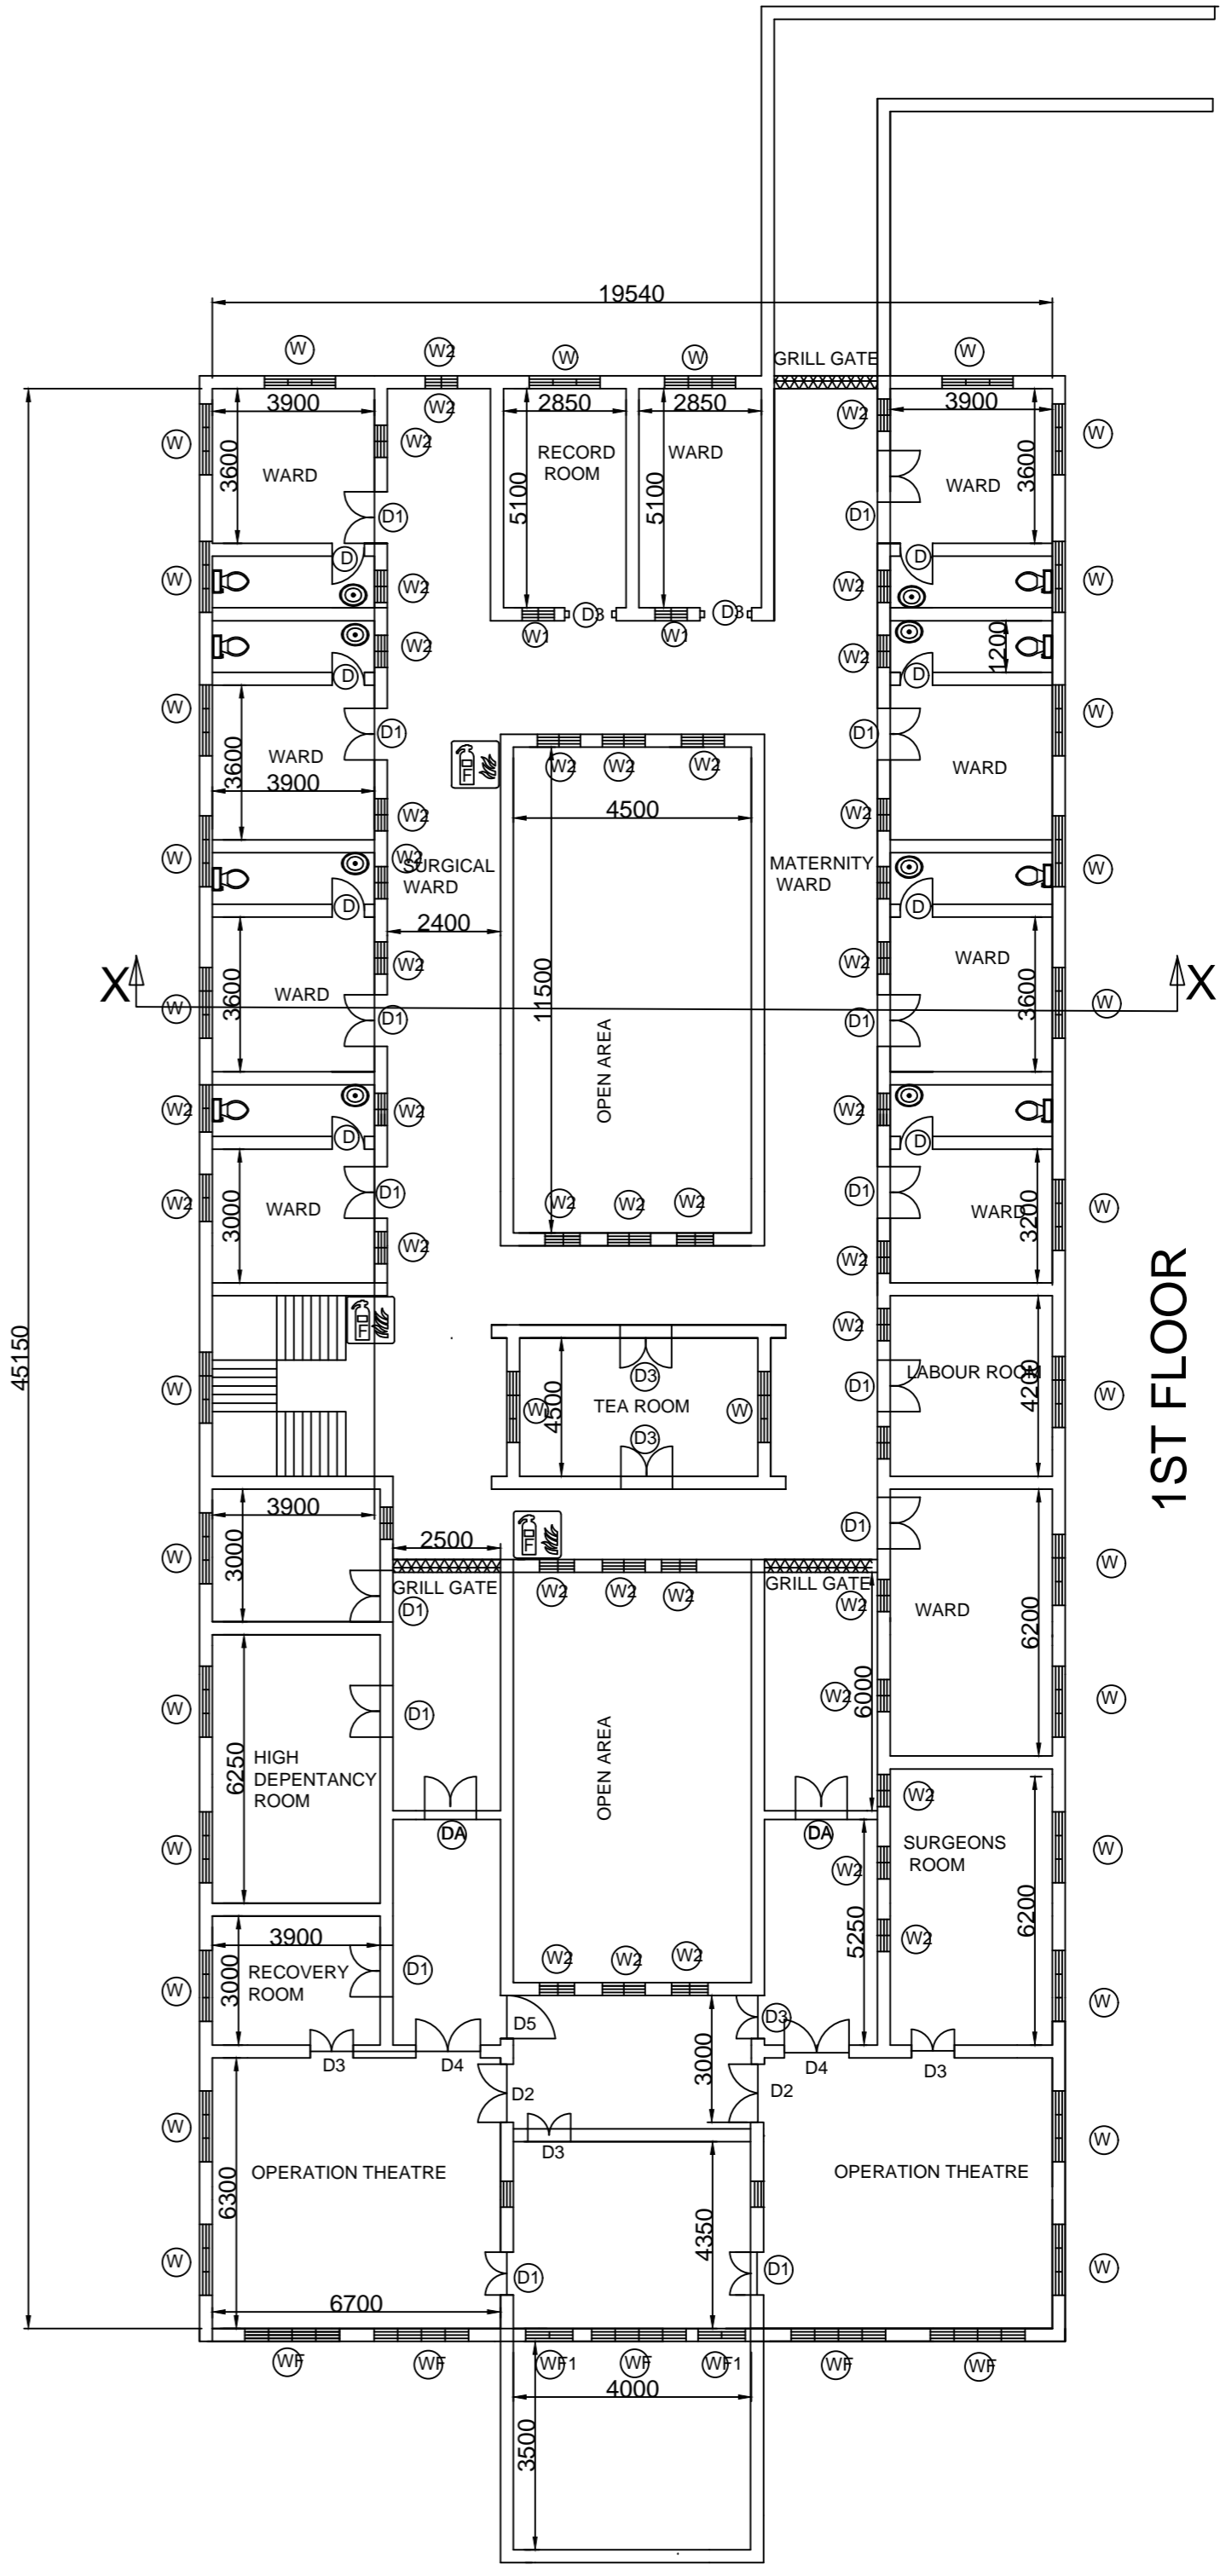 19540
W
W2
W
W
GRILL GATE
W
W2
3900
2850
2850
W2
3900
W
W2
W
WARD
3600
RECORD
ROOM
WARD
5100
5100
WARD
3600
D1
D1
D
D
W
W2
W2
W
D3
D3
W1
W1
W2
W2
1200
D
D
W
W
D1
D1
WARD
3600
3900
F
W2
W2
W2
WARD
4500
W2
W2
W
W2
SURGICAL
WARD
MATERNITY
WARD
W
D
D
2400
WARD
W2
W2
X
X
WARD
3600
11500
3600
W
W
D1
D1
OPEN AREA
W2
W2
W2
W2
D
D
W2
D1
W2
W2
W2
D1
W
WARD
3000
WARD
3200
W2
W2
1ST FLOOR
F
W2
45150
W
D3
D1
LABOUR ROOM
4200
W
W
4500
TEA ROOM
W
D3
3900
F
D1
2500
3000
W
W
GRILL GATE
W2
W2
W2
GRILL GATE
D1
W2
WARD
6200
6000
W
D1
W2
W
HIGH
DEPENTANCY
ROOM
6250
OPEN AREA
W2
DA
DA
SURGEONS
ROOM
W
W2
W
5250
6200
3900
W2
RECOVERY
ROOM
3000
D1
W2
W2
W2
W
W
D5
D3
D3
D4
3000
D4
D3
D2
D2
W
W
D3
OPERATION THEATRE
OPERATION THEATRE
6300
4350
W
D1
D1
W
6700
WF
WF
WF1
WF
WF1
WF
WF
4000
3500